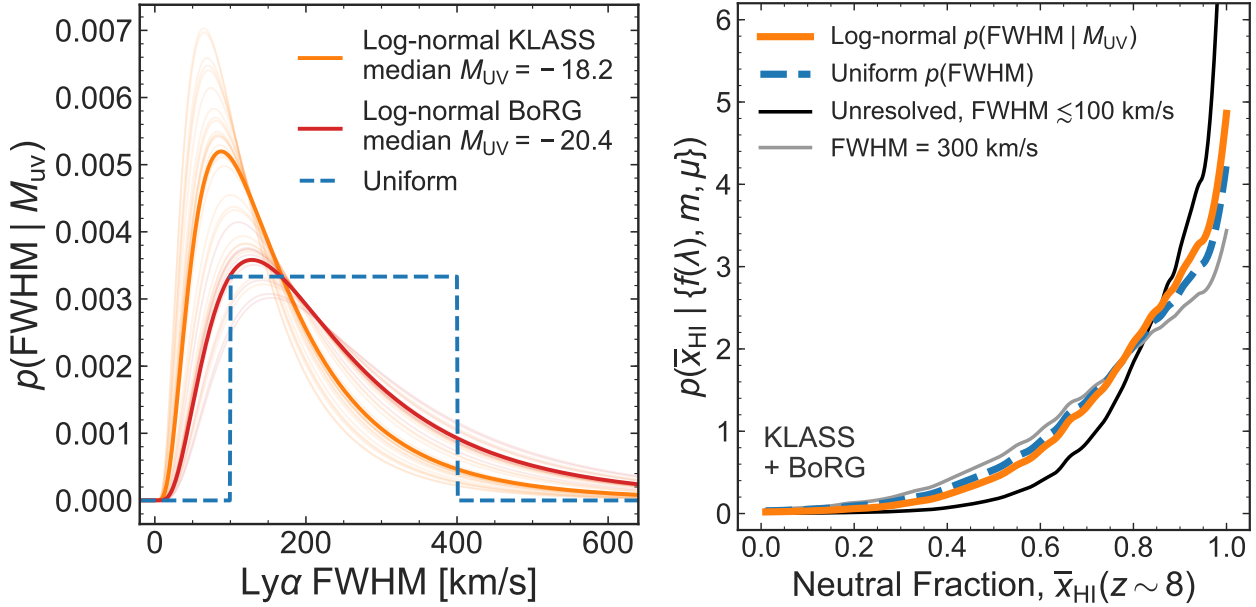 0.007
0.006
0.005
0.004
0.003
0.002
0.001
0.000
p(FWHM | M_UV)
Log-normal KLASS
median M_UV = −18.2
Log-normal BoRG
median M_UV = −20.4
Uniform
0 200 400 600
Lyα FWHM [km/s]
6
5
4
3
2
1
0
p(x̅_HI | {f(λ), m, μ})
Log-normal p(FWHM | M_UV)
Uniform p(FWHM)
Unresolved, FWHM ≲100 km/s
FWHM = 300 km/s
KLASS
+ BoRG
0.0 0.2 0.4 0.6 0.8 1.0
Neutral Fraction, x̅_HI(z ~ 8)